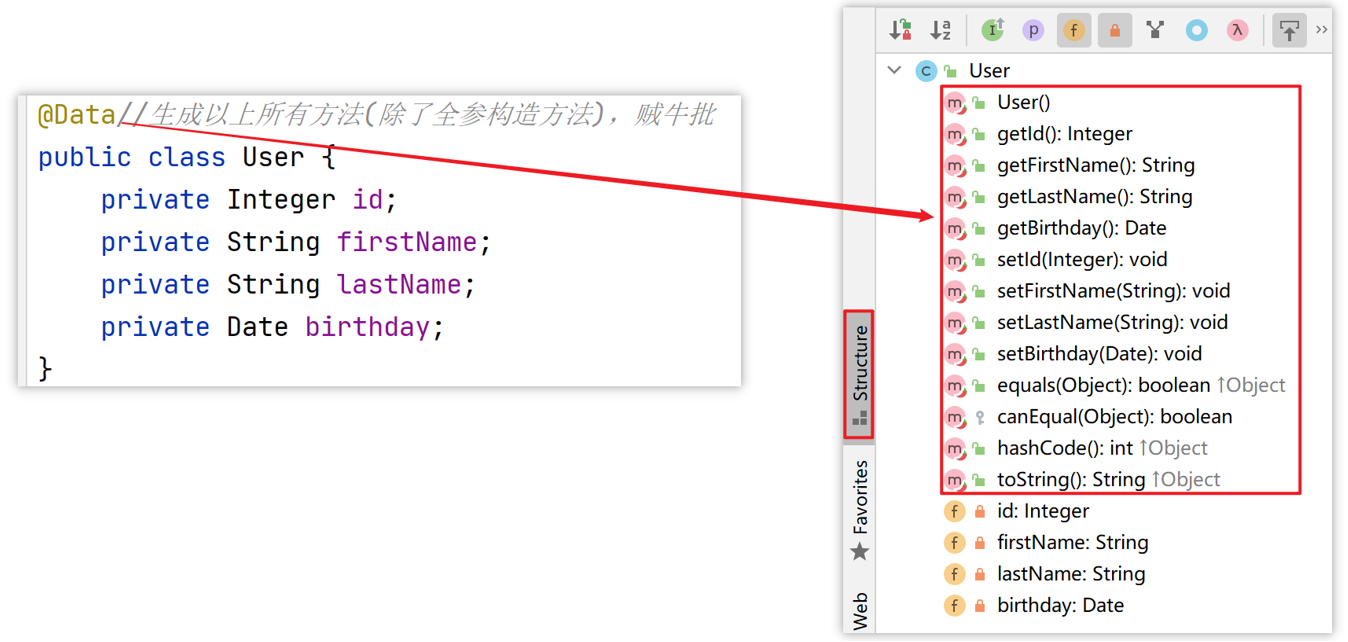 @Data//生成以上所有方法(除了全参构造方法)，贼牛批
public class User {
private Integer id;
private String firstName;
private String lastName;
private Date birthday;
}
Structure
Favorites
Web
I p f λ »
C User
m User()
m getId(): Integer
m getFirstName(): String
m getLastName(): String
m getBirthday(): Date
m setId(Integer): void
m setFirstName(String): void
m setLastName(String): void
m setBirthday(Date): void
m equals(Object): boolean ↑Object
m canEqual(Object): boolean
m hashCode(): int ↑Object
m toString(): String ↑Object
f id: Integer
f firstName: String
f lastName: String
f birthday: Date